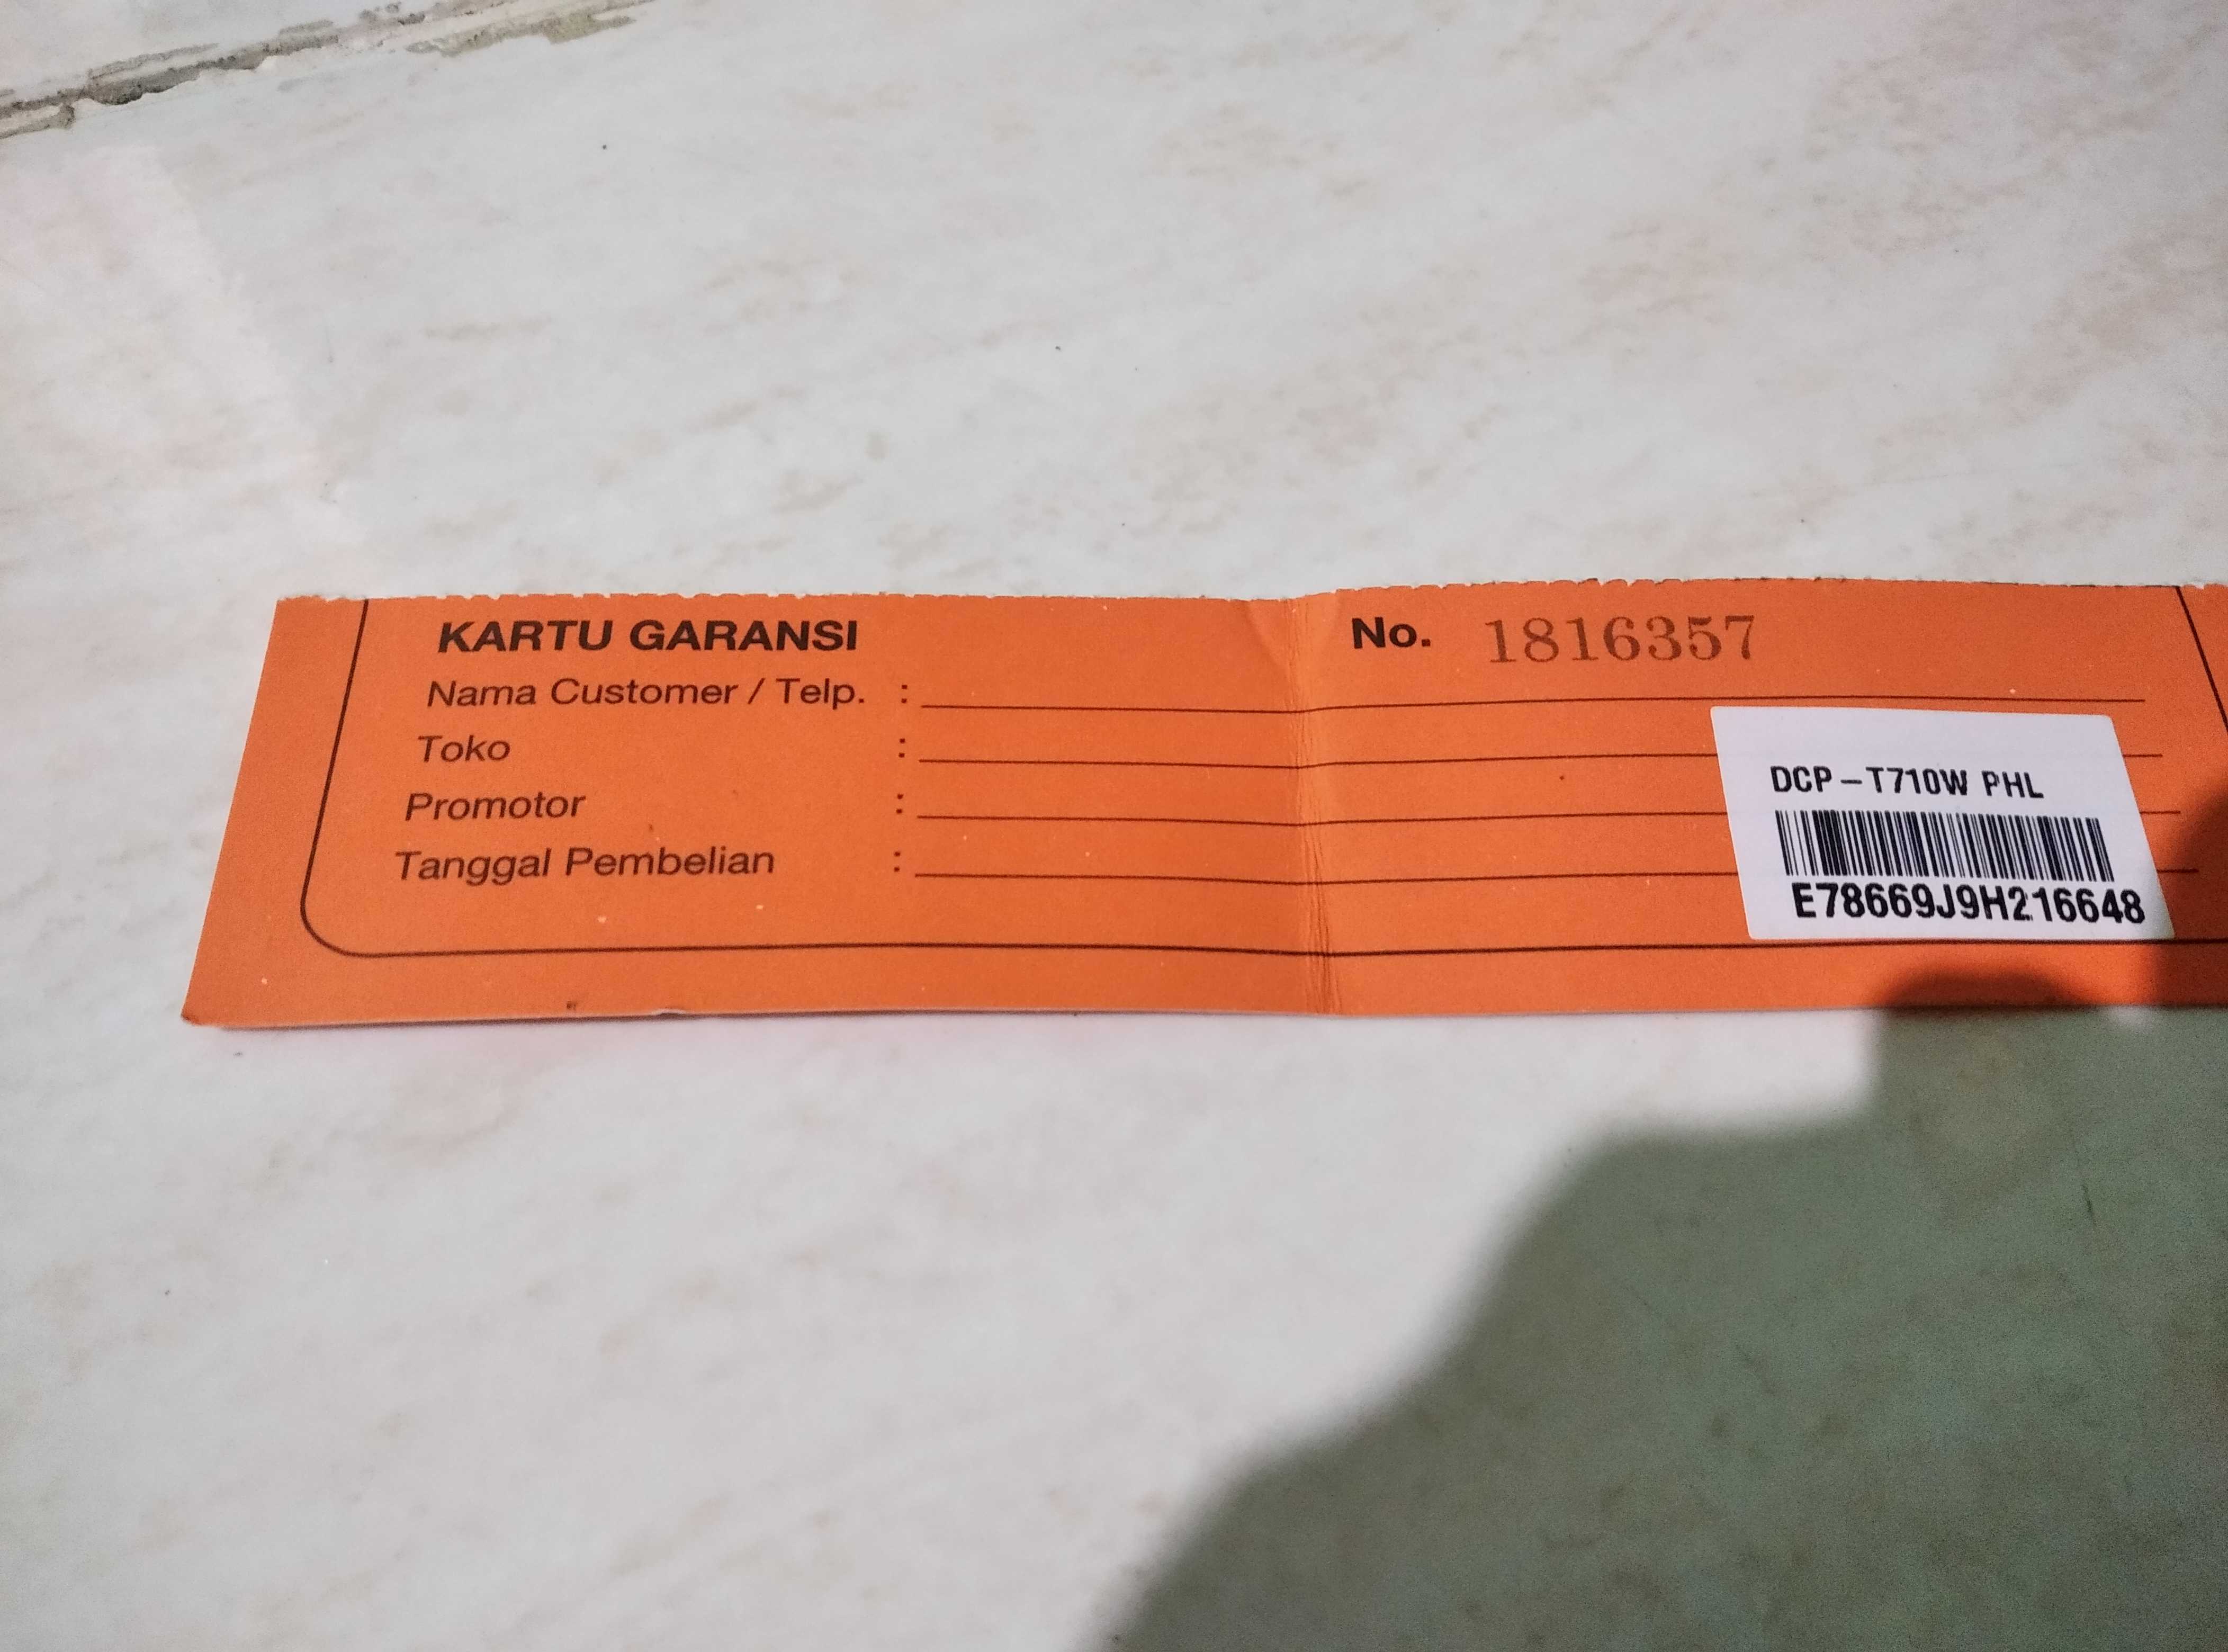 KARTU GARANSI No. 1816357
Nama Customer / Telp. :
Toko :
Promotor :
Tanggal Pembelian :
DCP-T710W PHL
E78669J9H216648